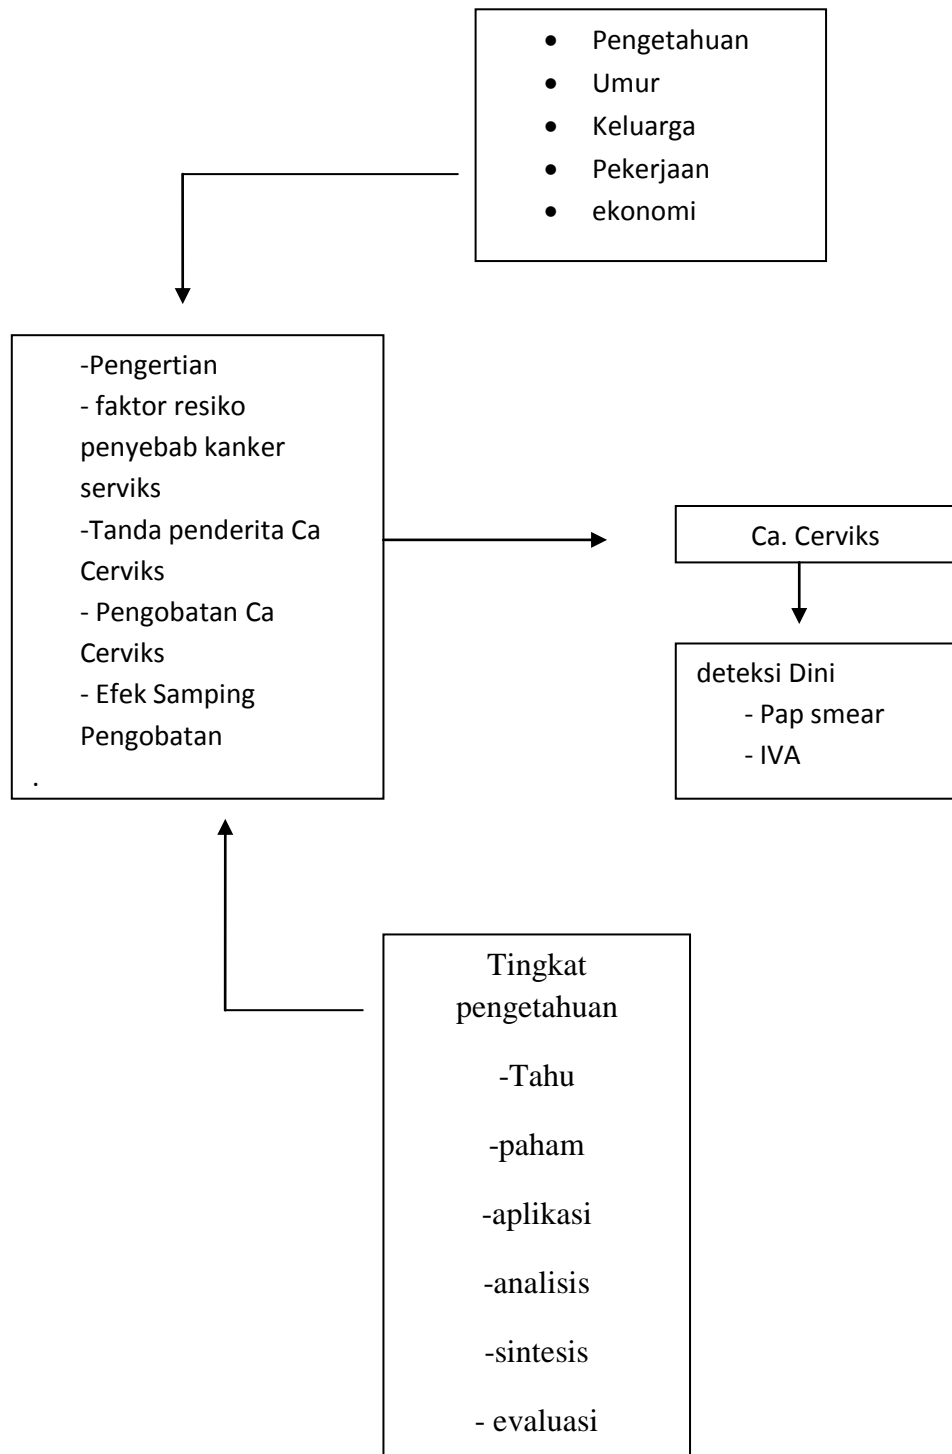 • Pengetahuan
• Umur
• Keluarga
• Pekerjaan
• ekonomi
-Pengertian
- faktor resiko
penyebab kanker
serviks
-Tanda penderita Ca
Cerviks
- Pengobatan Ca
Cerviks
- Efek Samping
Pengobatan
.
Ca. Cerviks
deteksi Dini
- Pap smear
- IVA
Tingkat
pengetahuan
-Tahu
-paham
-aplikasi
-analisis
-sintesis
- evaluasi